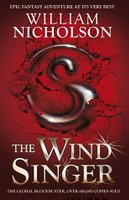 EPIC FANTASY ADVENTURE AT ITS VERY BEST
WILLIAM
NICHOLSON
S
THE WIND
SINGER
THE GLOBAL BLOCKBUSTER, OVER 600,000 COPIES SOLD